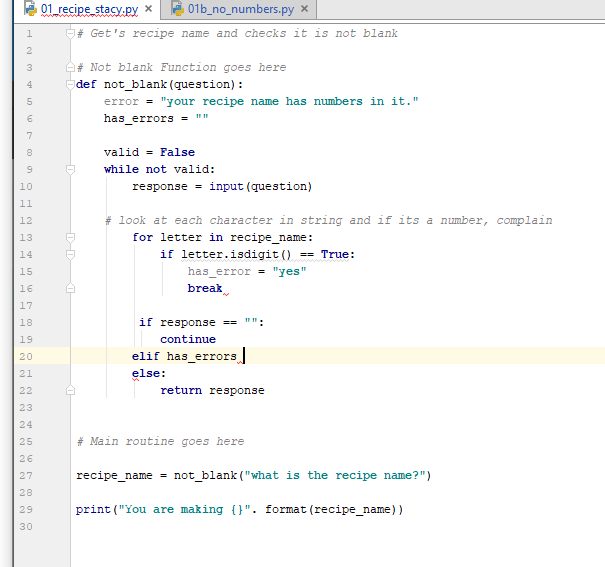 01_recipe_stacy.py × 01b_no_numbers.py ×
1 # Get's recipe name and checks it is not blank
2
3 # Not blank Function goes here
4 def not_blank(question):
5     error = "your recipe name has numbers in it."
6     has_errors = ""
7
8     valid = False
9     while not valid:
10         response = input(question)
11
12     # look at each character in string and if its a number, complain
13         for letter in recipe_name:
14             if letter.isdigit() == True:
15                 has_error = "yes"
16                 break
17
18          if response == "":
19             continue
20         elif has_errors
21         else:
22             return response
23
24
25 # Main routine goes here
26
27 recipe_name = not_blank("what is the recipe name?")
28
29 print("You are making {}". format(recipe_name))
30